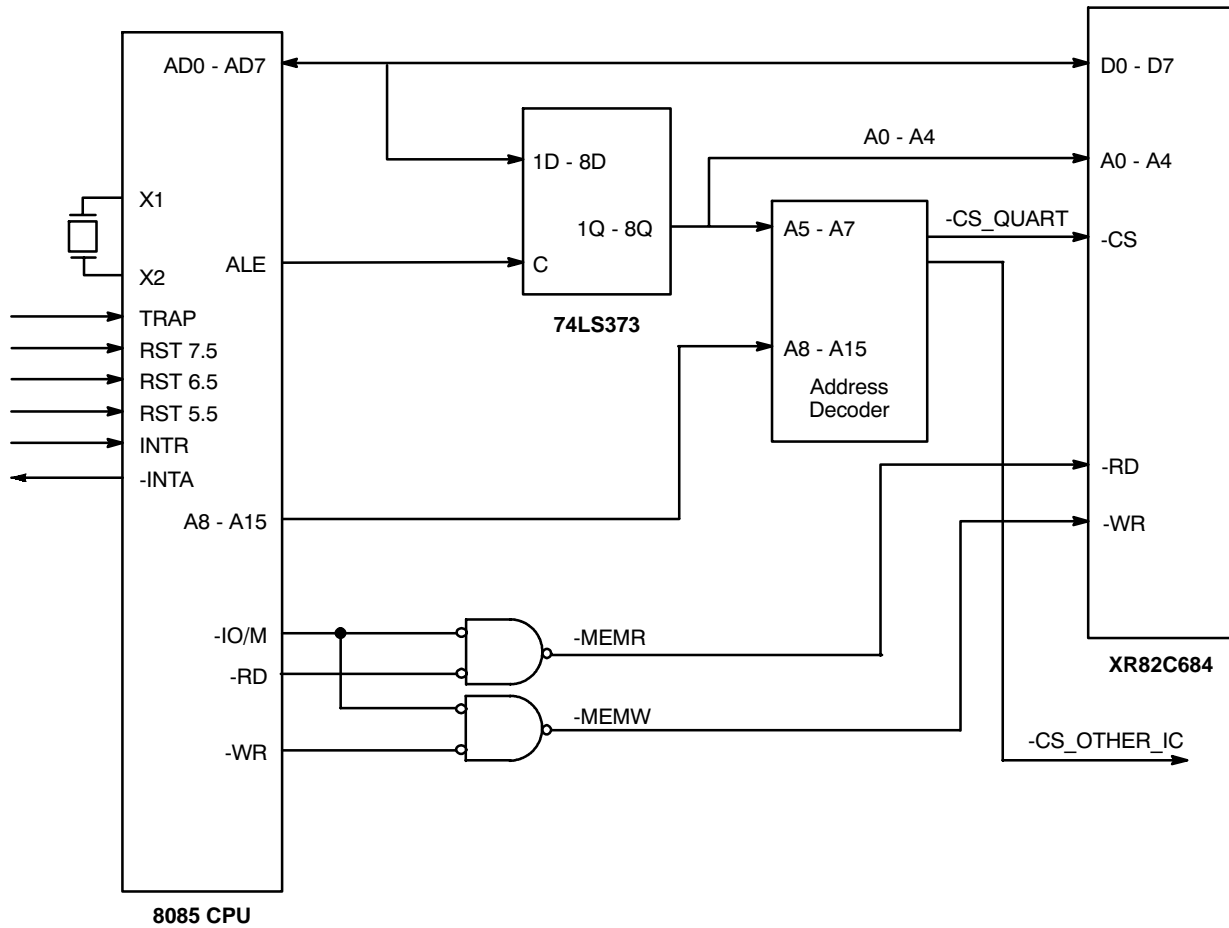 AD0 - AD7
D0 - D7
1D - 8D
A0 - A4
A0 - A4
X1
1Q - 8Q
A5 - A7
-CS_QUART
-CS
X2
ALE
C
TRAP
74LS373
RST 7.5
A8 - A15
RST 6.5
Address
Decoder
RST 5.5
INTR
-INTA
-RD
A8 - A15
-WR
-IO/M
-MEMR
-RD
XR82C684
-MEMW
-WR
-CS_OTHER_IC
8085 CPU